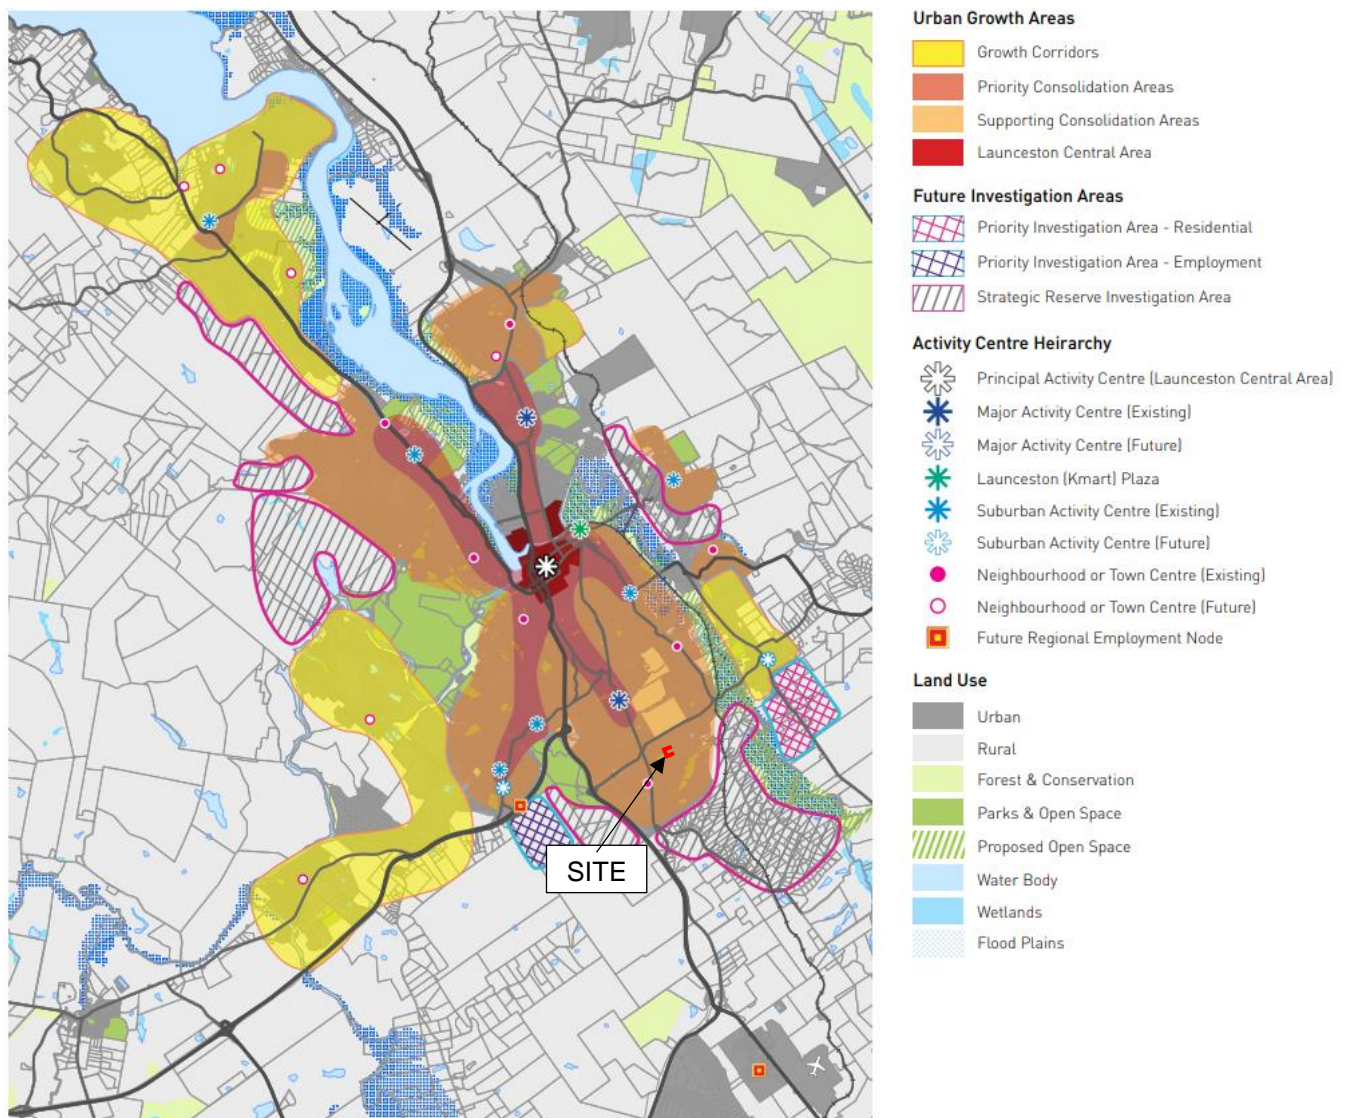 Urban Growth Areas
Growth Corridors
Priority Consolidation Areas
Supporting Consolidation Areas
Launceston Central Area
Future Investigation Areas
Priority Investigation Area - Residential
Priority Investigation Area - Employment
Strategic Reserve Investigation Area
Activity Centre Heirarchy
Principal Activity Centre (Launceston Central Area)
Major Activity Centre (Existing)
Major Activity Centre (Future)
Launceston (Kmart) Plaza
Suburban Activity Centre (Existing)
Suburban Activity Centre (Future)
Neighbourhood or Town Centre (Existing)
Neighbourhood or Town Centre (Future)
Future Regional Employment Node
Land Use
Urban
Rural
Forest & Conservation
Parks & Open Space
Proposed Open Space
Water Body
Wetlands
Flood Plains
SITE